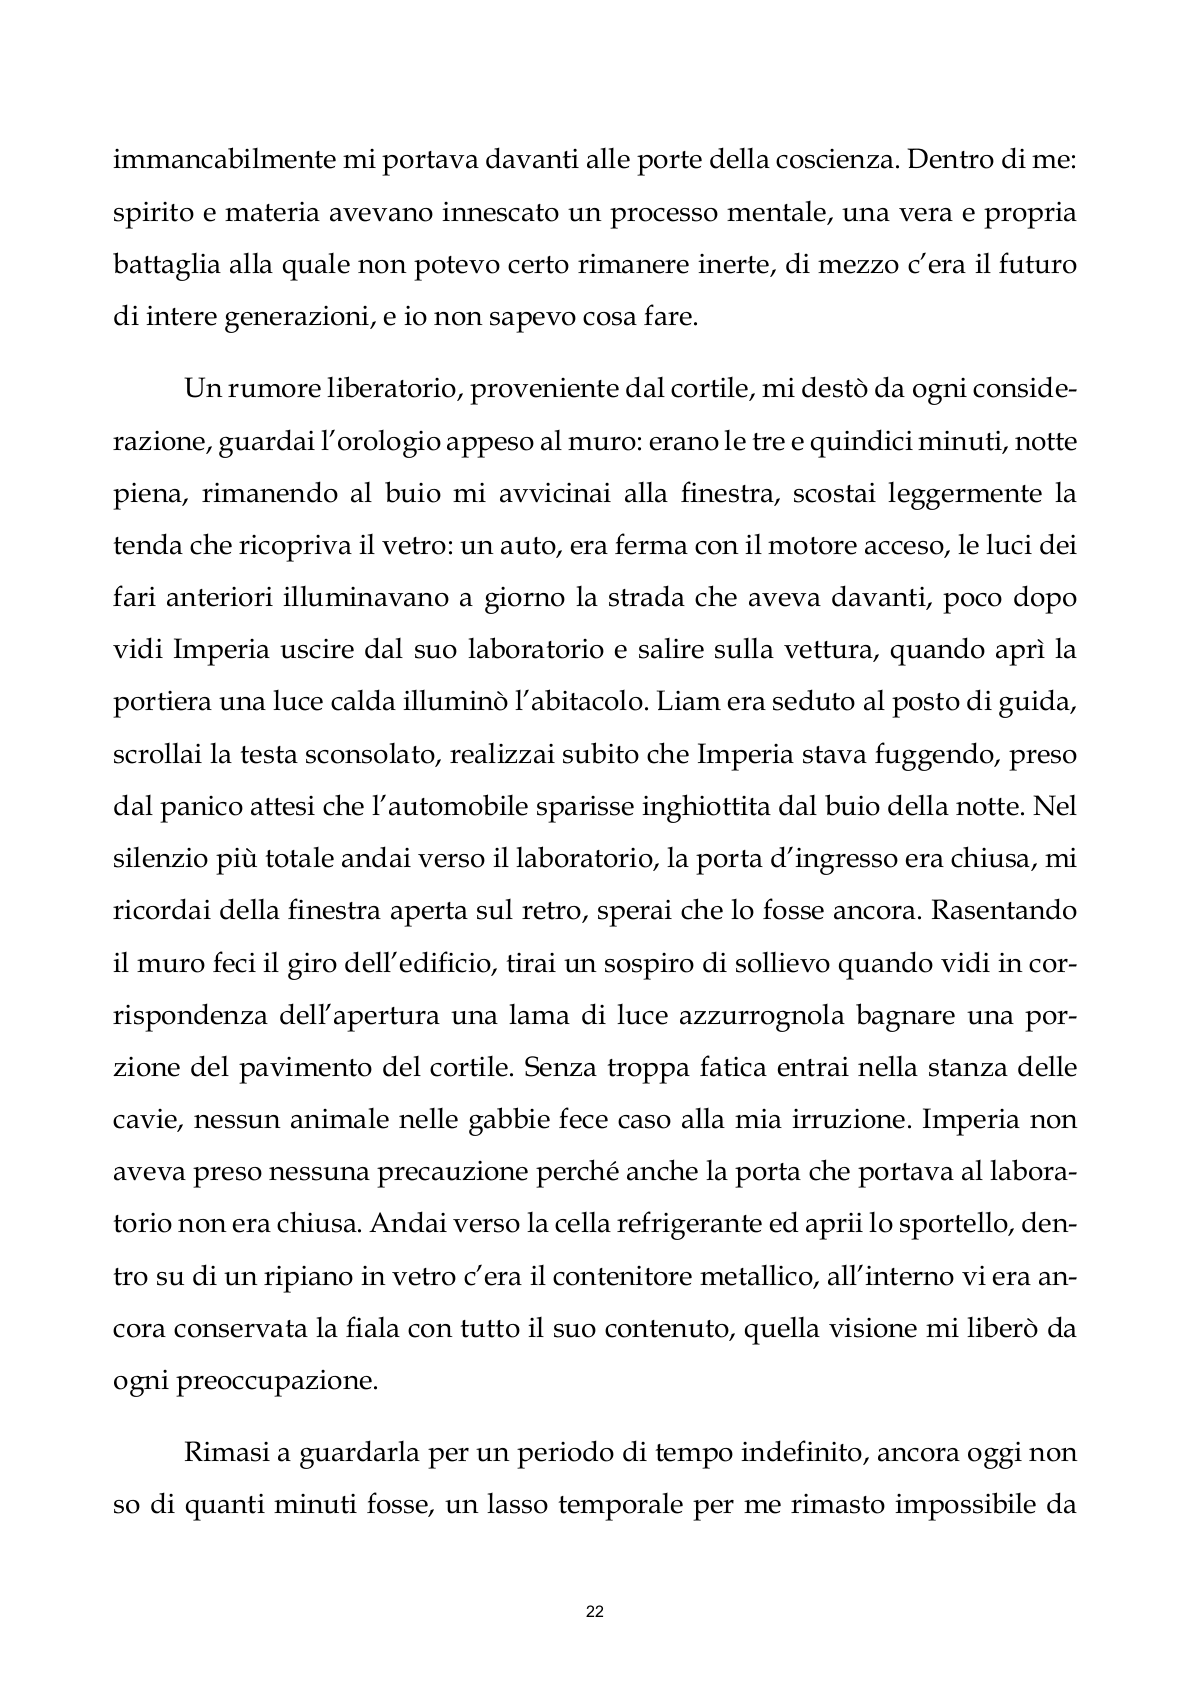 immancabilmente mi portava davanti alle porte della coscienza. Dentro di me:
spirito e materia avevano innescato un processo mentale, una vera e propria
battaglia alla quale non potevo certo rimanere inerte, di mezzo c’era il futuro
di intere generazioni, e io non sapevo cosa fare.
Un rumore liberatorio, proveniente dal cortile, mi destò da ogni conside-
razione, guardai l’orologio appeso al muro: erano le tre e quindici minuti, notte
piena, rimanendo al buio mi avvicinai alla finestra, scostai leggermente la
tenda che ricopriva il vetro: un auto, era ferma con il motore acceso, le luci dei
fari anteriori illuminavano a giorno la strada che aveva davanti, poco dopo
vidi Imperia uscire dal suo laboratorio e salire sulla vettura, quando aprì la
portiera una luce calda illuminò l’abitacolo. Liam era seduto al posto di guida,
scrollai la testa sconsolato, realizzai subito che Imperia stava fuggendo, preso
dal panico attesi che l’automobile sparisse inghiottita dal buio della notte. Nel
silenzio più totale andai verso il laboratorio, la porta d’ingresso era chiusa, mi
ricordai della finestra aperta sul retro, sperai che lo fosse ancora. Rasentando
il muro feci il giro dell’edificio, tirai un sospiro di sollievo quando vidi in cor-
rispondenza dell’apertura una lama di luce azzurrognola bagnare una por-
zione del pavimento del cortile. Senza troppa fatica entrai nella stanza delle
cavie, nessun animale nelle gabbie fece caso alla mia irruzione. Imperia non
aveva preso nessuna precauzione perché anche la porta che portava al labora-
torio non era chiusa. Andai verso la cella refrigerante ed aprii lo sportello, den-
tro su di un ripiano in vetro c’era il contenitore metallico, all’interno vi era an-
cora conservata la fiala con tutto il suo contenuto, quella visione mi liberò da
ogni preoccupazione.
Rimasi a guardarla per un periodo di tempo indefinito, ancora oggi non
so di quanti minuti fosse, un lasso temporale per me rimasto impossibile da
22